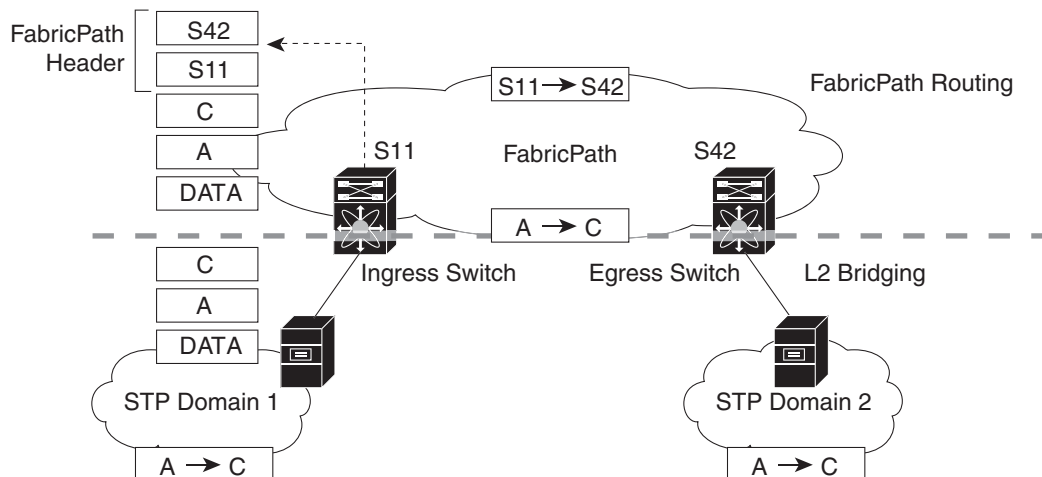 FabricPath
Header
S42
S11
C
A
DATA
S11 → S42
FabricPath Routing
S11
FabricPath
S42
A → C
Ingress Switch
Egress Switch
L2 Bridging
C
A
DATA
STP Domain 1
STP Domain 2
A → C
A → C